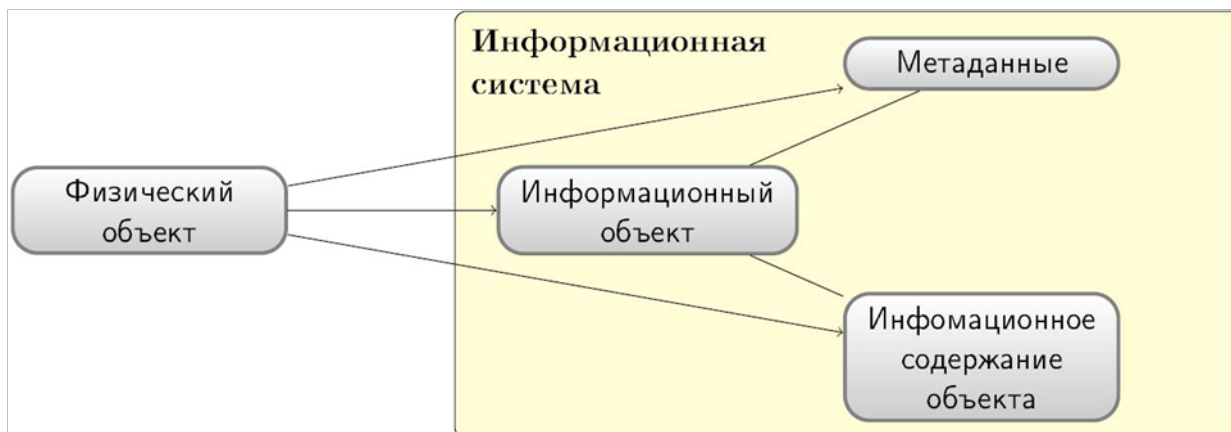 Информационная
система
Метаданные
Физический
объект
Информационный
объект
Инфомационное
содержание
объекта